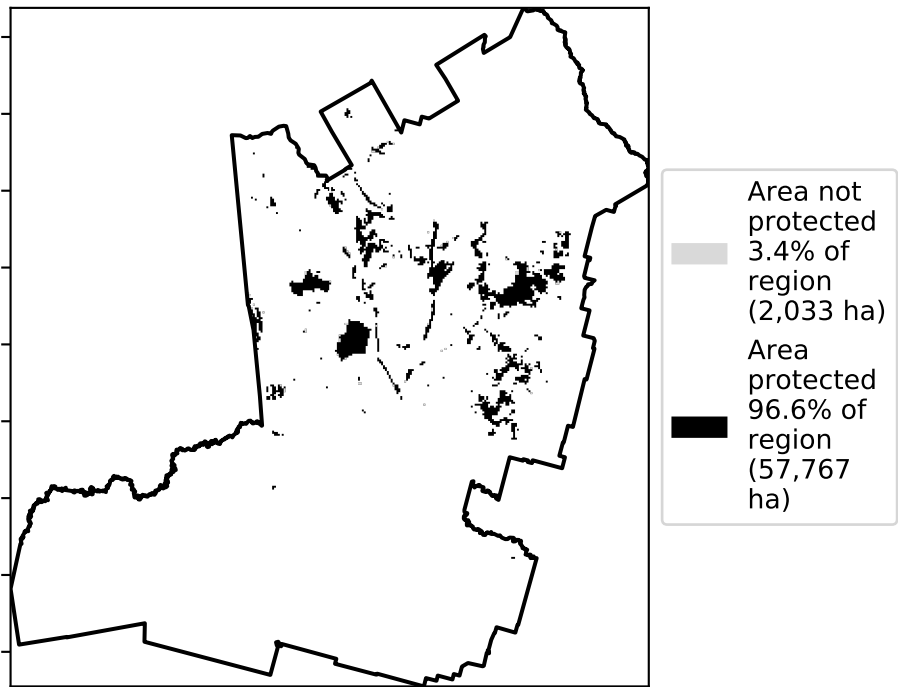 Area not
protected
3.4% of
region
(2,033 ha)
Area
protected
96.6% of
region
(57,767
ha)